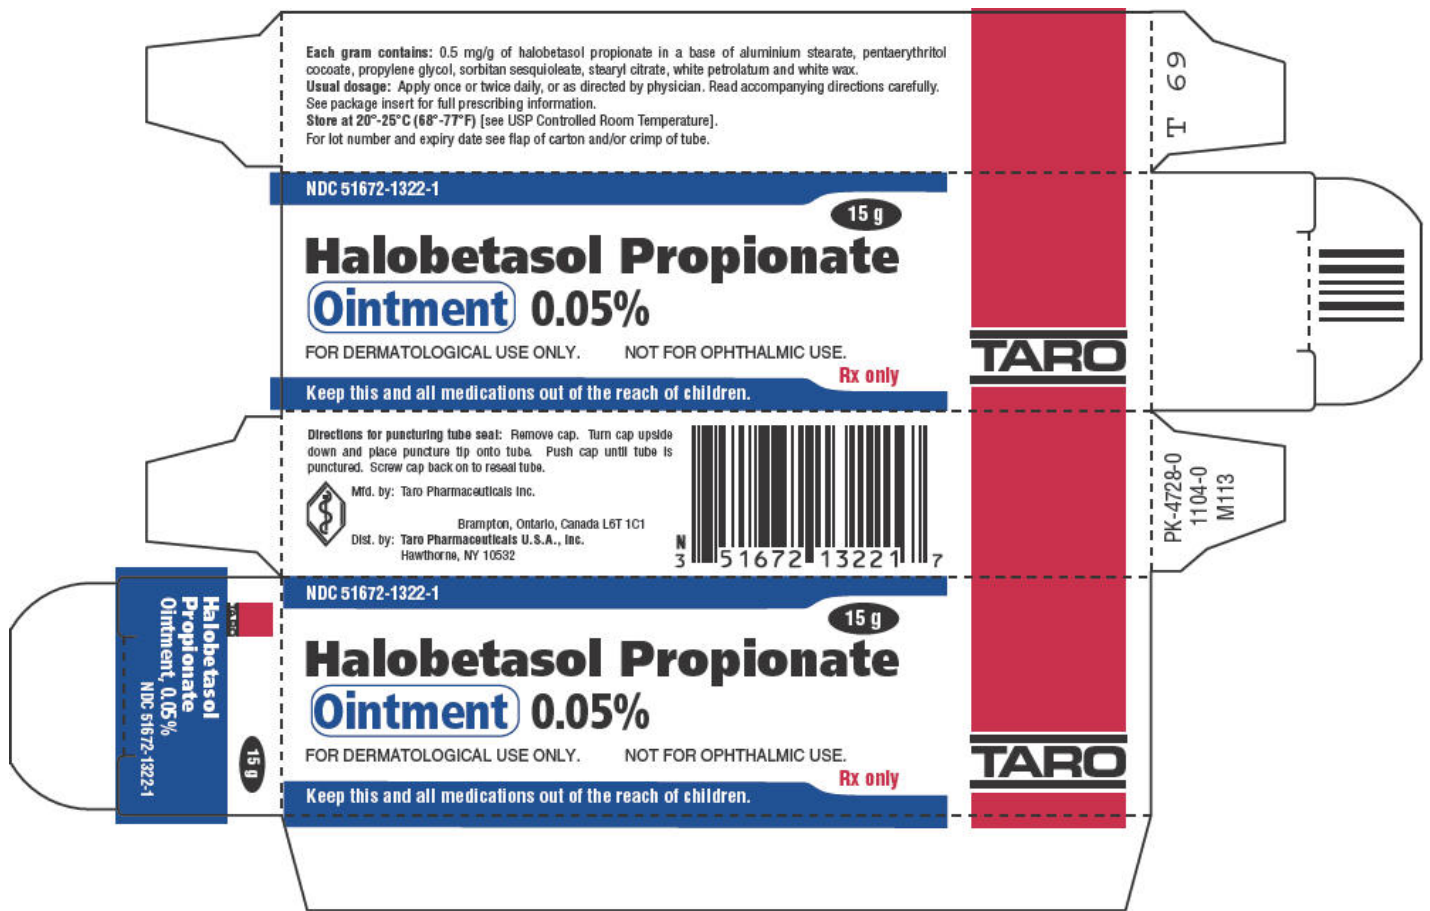 Each gram contains: 0.5 mg/g of halobetasol propionate in a base of aluminium stearate, pentaerythritol
cocoate, propylene glycol, sorbitan sesquioleate, stearyl citrate, white petrolatum and white wax.
Usual dosage: Apply once or twice daily, or as directed by physician. Read accompanying directions carefully.
See package insert for full prescribing information.
Store at 20°-25°C (68°-77°F) [see USP Controlled Room Temperature].
For lot number and expiry date see flap of carton and/or crimp of tube.
T 69
NDC 51672-1322-1
15 g
Halobetasol Propionate
Ointment 0.05%
FOR DERMATOLOGICAL USE ONLY. NOT FOR OPHTHALMIC USE.
Rx only
Keep this and all medications out of the reach of children.
TARO
Directions for puncturing tube seal: Remove cap. Turn cap upside
down and place puncture tip onto tube. Push cap until tube is
punctured. Screw cap back on to reseal tube.
Mfd. by: Taro Pharmaceuticals Inc.
Brampton, Ontario, Canada L6T 1C1
Dist. by: Taro Pharmaceuticals U.S.A., Inc.
Hawthorne, NY 10532
N
3 51672 13221 7
PK-4728-0
1104-0
M113
NDC 51672-1322-1
15 g
Halobetasol Propionate
Ointment 0.05%
FOR DERMATOLOGICAL USE ONLY. NOT FOR OPHTHALMIC USE.
Rx only
Keep this and all medications out of the reach of children.
TARO
TARO
Halobetasol
Propionate
Ointment, 0.05%
NDC 51672-1322-1
15 g